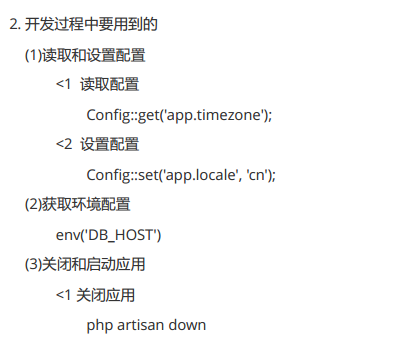 2. 开发过程中要用到的
(1)读取和设置配置
<1 读取配置
Config::get('app.timezone');
<2 设置配置
Config::set('app.locale', 'cn');
(2)获取环境配置
env('DB_HOST')
(3)关闭和启动应用
<1 关闭应用
php artisan down